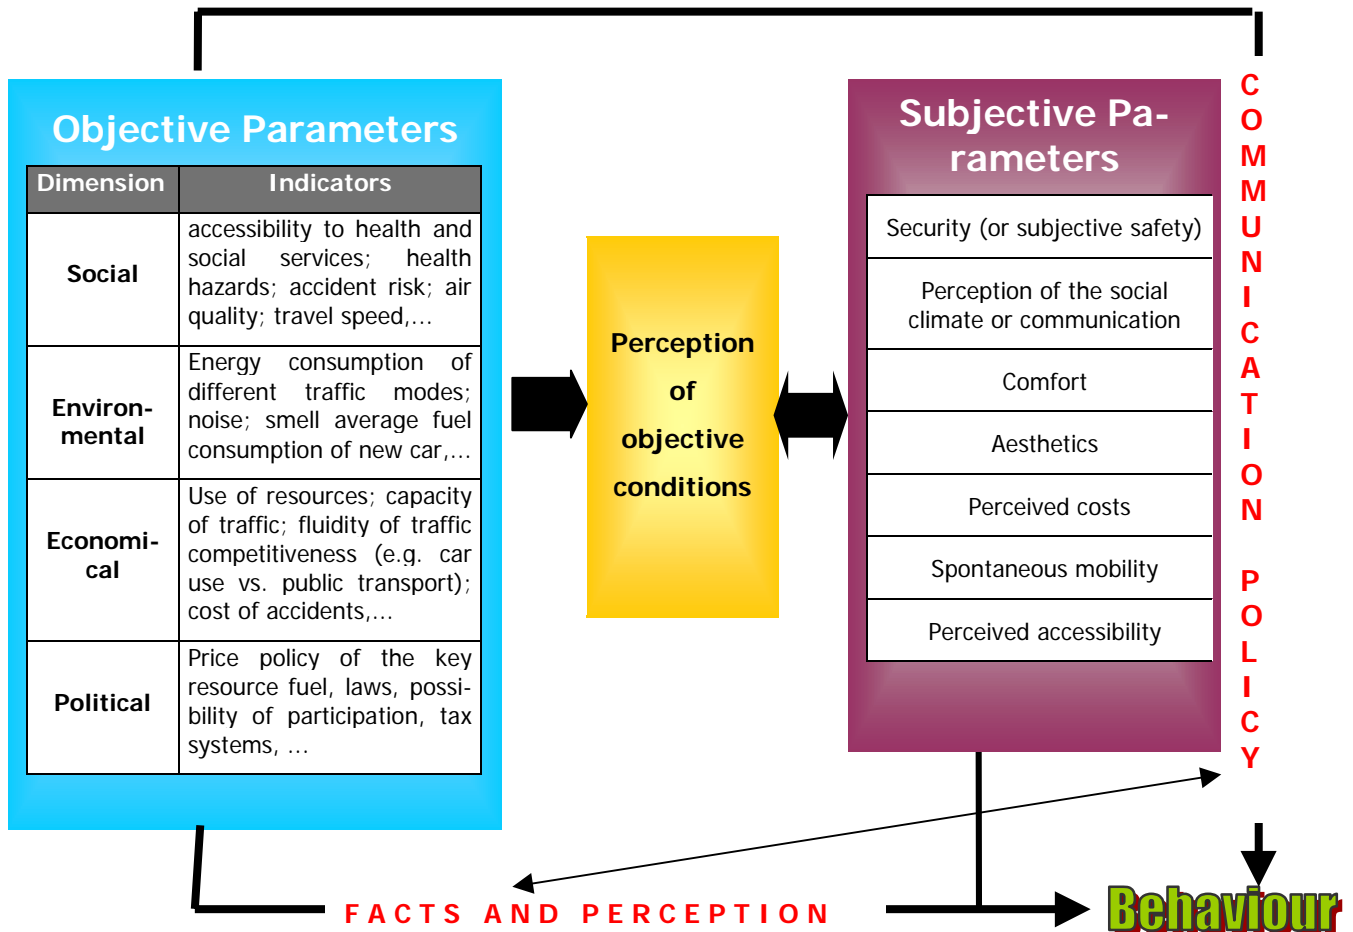 Objective Parameters
Dimension Indicators
Social
accessibility to health and
social services; health
hazards; accident risk; air
quality; travel speed,...
Environ-
mental
Energy consumption of
different traffic modes;
noise; smell average fuel
consumption of new car,...
Economi-
cal
Use of resources; capacity
of traffic; fluidity of traffic
competitiveness (e.g. car
use vs. public transport);
cost of accidents,...
Political
Price policy of the key
resource fuel, laws, possi-
bility of participation, tax
systems, ...
Perception
of
objective
conditions
Subjective Pa-
rameters
Security (or subjective safety)
Perception of the social
climate or communication
Comfort
Aesthetics
Perceived costs
Spontaneous mobility
Perceived accessibility
COMMUNICATION POLICY
FACTS AND PERCEPTION
Behaviour